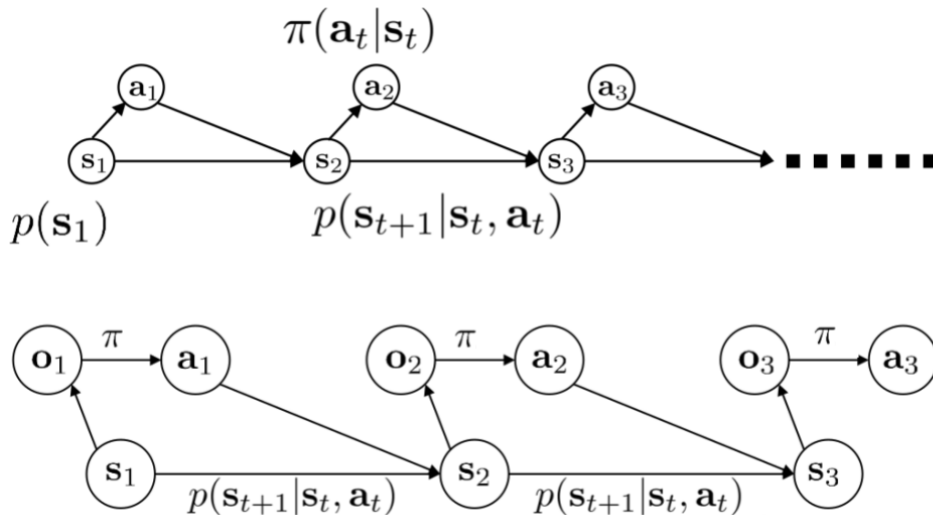 π(a_t|s_t)
a_1 a_2 a_3
s_1 s_2 s_3
p(s_1) p(s_{t+1}|s_t, a_t)
o_1 π a_1 o_2 π a_2 o_3 π a_3
s_1 s_2 s_3
p(s_{t+1}|s_t, a_t) p(s_{t+1}|s_t, a_t)